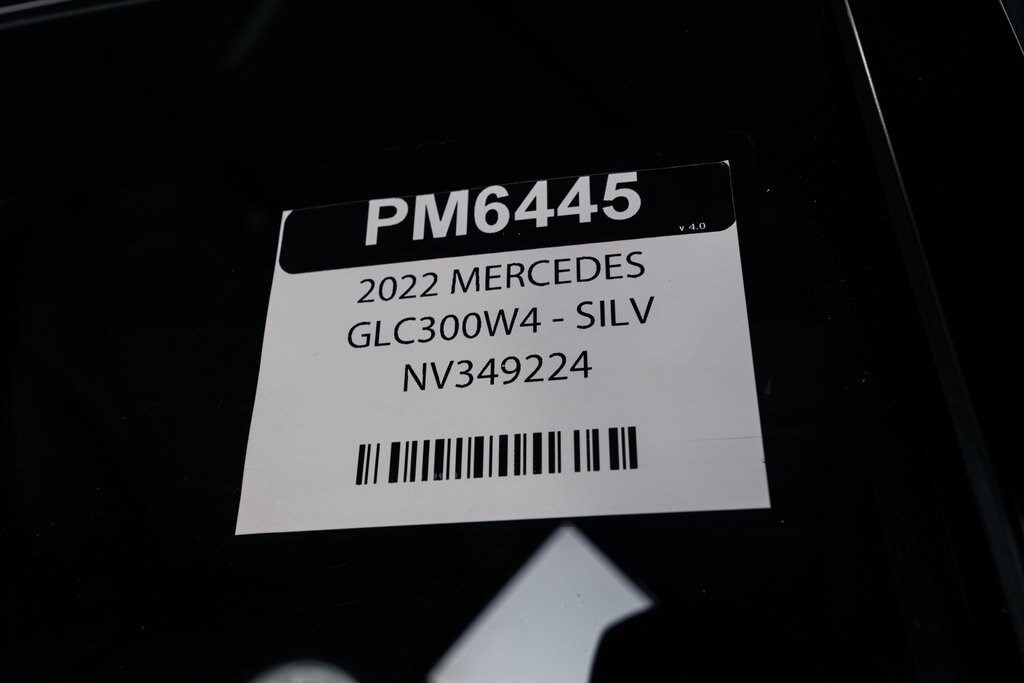 PM6445
v 4.0
2022 MERCEDES
GLC300W4 - SILV
NV349224